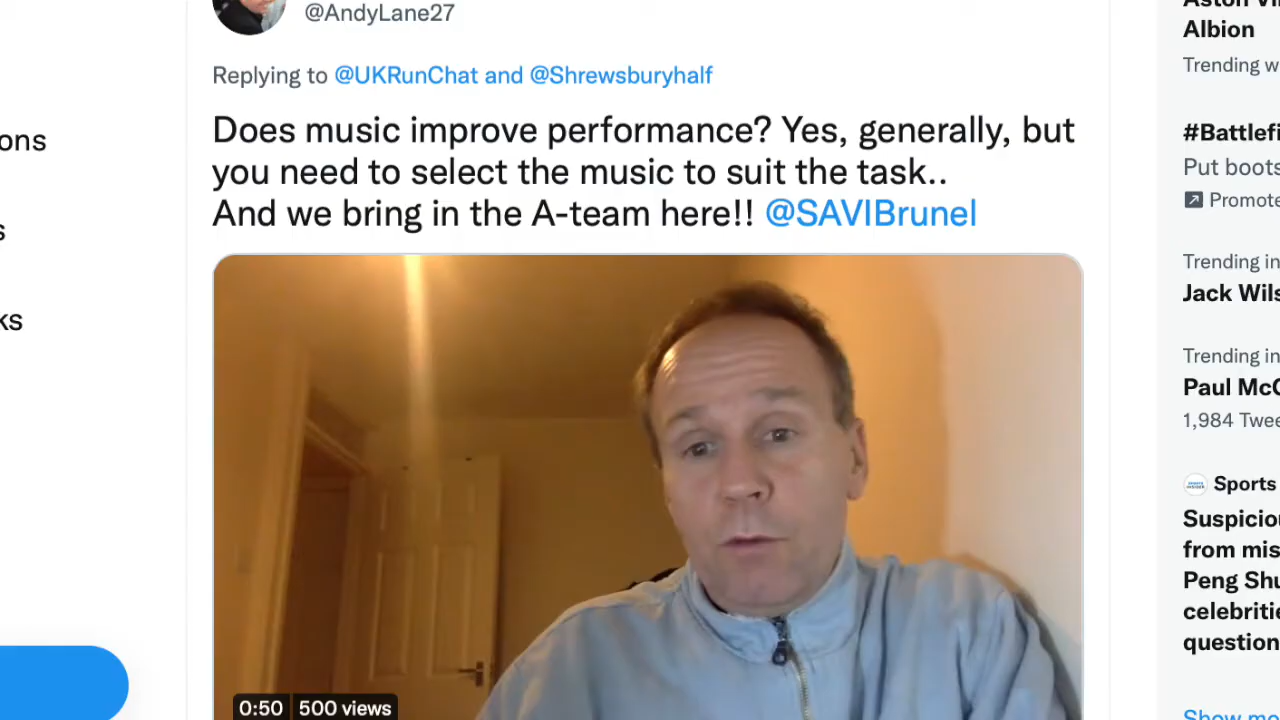 @AndyLane27
Replying to @UKRunChat and @Shrewsburyhalf
Does music improve performance? Yes, generally, but
you need to select the music to suit the task..
And we bring in the A-team here!! @SAVIBrunel
0:50 500 views
ons
s
ks
Albion
Trending
#Battlefi
Put boots
Promote
Trending in
Jack Wils
Trending in
Paul McC
1,984 Twee
Sports
Suspicio
from mis
Peng Shu
celebritie
question